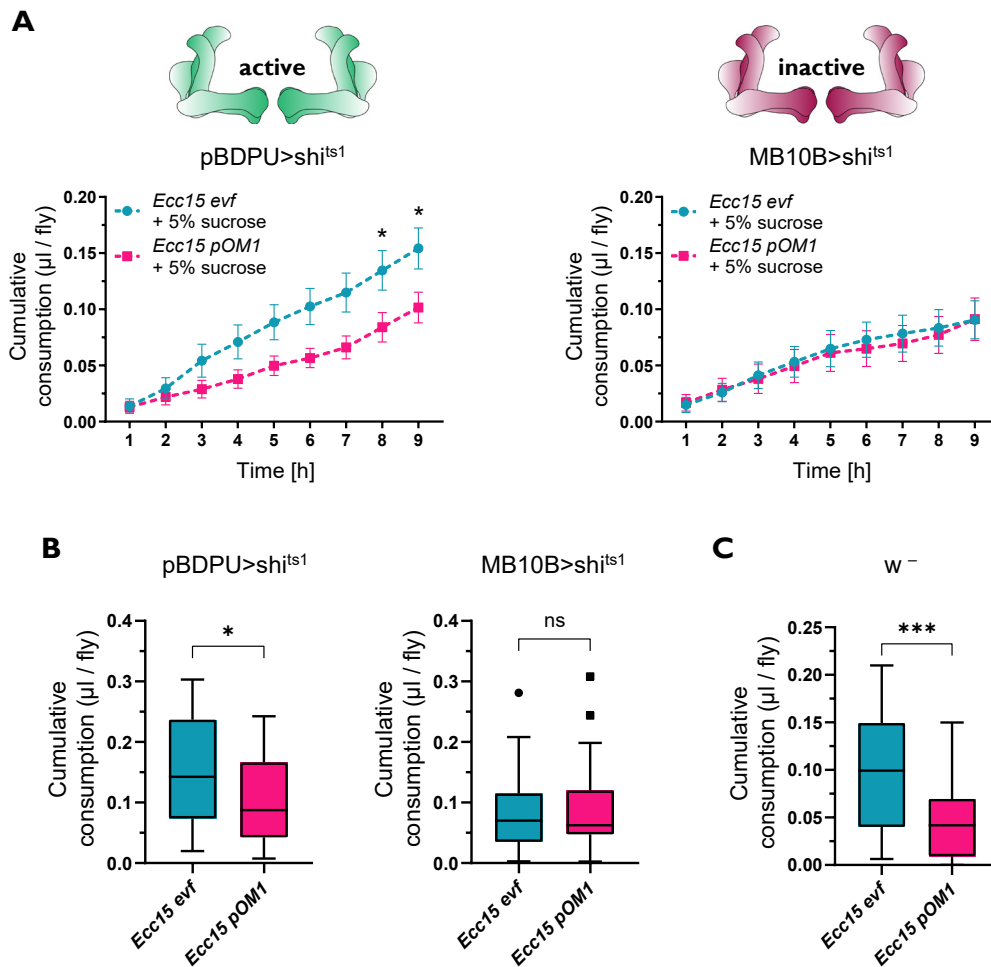 A
active
inactive
pBDPU>shiᵗˢ¹
MB10B>shiᵗˢ¹
Cumulative
consumption (µl / fly)
0.20
0.15
0.10
0.05
0.00
Ecc15 evf
+ 5% sucrose
Ecc15 pOM1
+ 5% sucrose
*
*
1 2 3 4 5 6 7 8 9
Time [h]
Cumulative
consumption (µl / fly)
0.20
0.15
0.10
0.05
0.00
Ecc15 evf
+ 5% sucrose
Ecc15 pOM1
+ 5% sucrose
1 2 3 4 5 6 7 8 9
Time [h]
B
pBDPU>shiᵗˢ¹
Cumulative
consumption (µl / fly)
0.4
0.3
0.2
0.1
0.0
*
Ecc15 evf
Ecc15 pOM1
MB10B>shiᵗˢ¹
Cumulative
consumption (µl / fly)
0.4
0.3
0.2
0.1
0.0
ns
Ecc15 evf
Ecc15 pOM1
C
w ⁻
Cumulative
consumption (µl / fly)
0.25
0.20
0.15
0.10
0.05
0.00
***
Ecc15 evf
Ecc15 pOM1